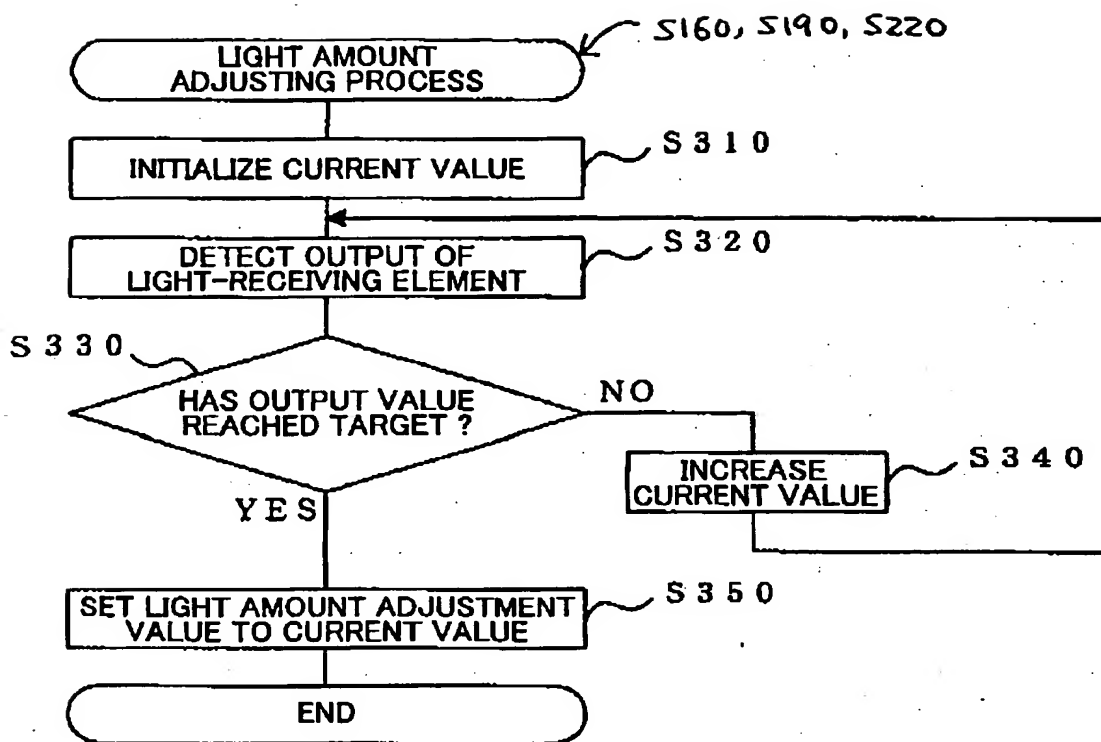 S160, S190, S220
LIGHT AMOUNT
ADJUSTING PROCESS
S310
INITIALIZE CURRENT VALUE
S320
DETECT OUTPUT OF
LIGHT-RECEIVING ELEMENT
S330
HAS OUTPUT VALUE
REACHED TARGET ?
NO
S340
INCREASE
CURRENT VALUE
YES
S350
SET LIGHT AMOUNT ADJUSTMENT
VALUE TO CURRENT VALUE
END